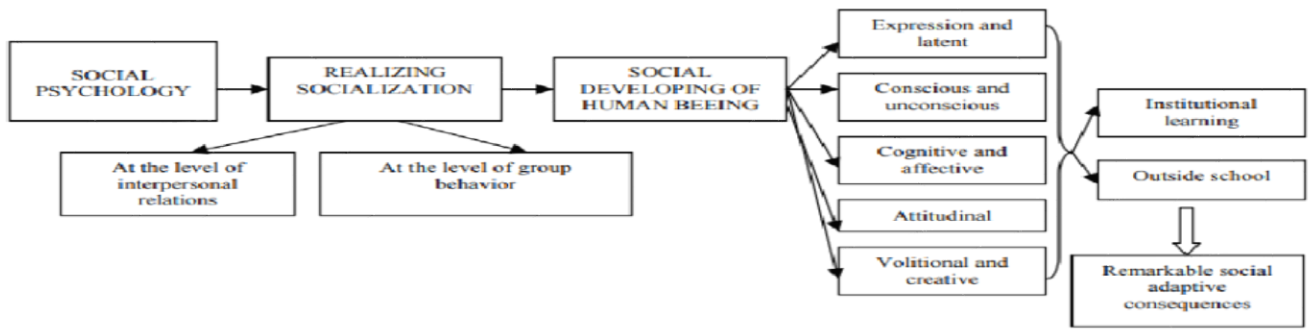 SOCIAL
PSYCHOLOGY
REALIZING
SOCIALIZATION
At the level of
interpersonal
relations
At the level of group
behavior
SOCIAL
DEVELOPING OF
HUMAN BEEING
Expression and
latent
Conscious and
unconscious
Cognitive and
affective
Attitudinal
Volitional and
creative
Institutional
learning
Outside school
Remarkable social
adaptive
consequences